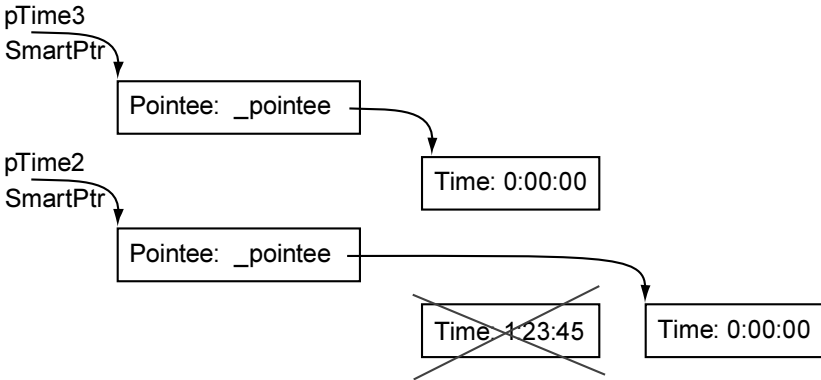 pTime3
SmartPtr
Pointee: _pointee
Time: 0:00:00
pTime2
SmartPtr
Pointee: _pointee
Time: 1:23:45
Time: 0:00:00